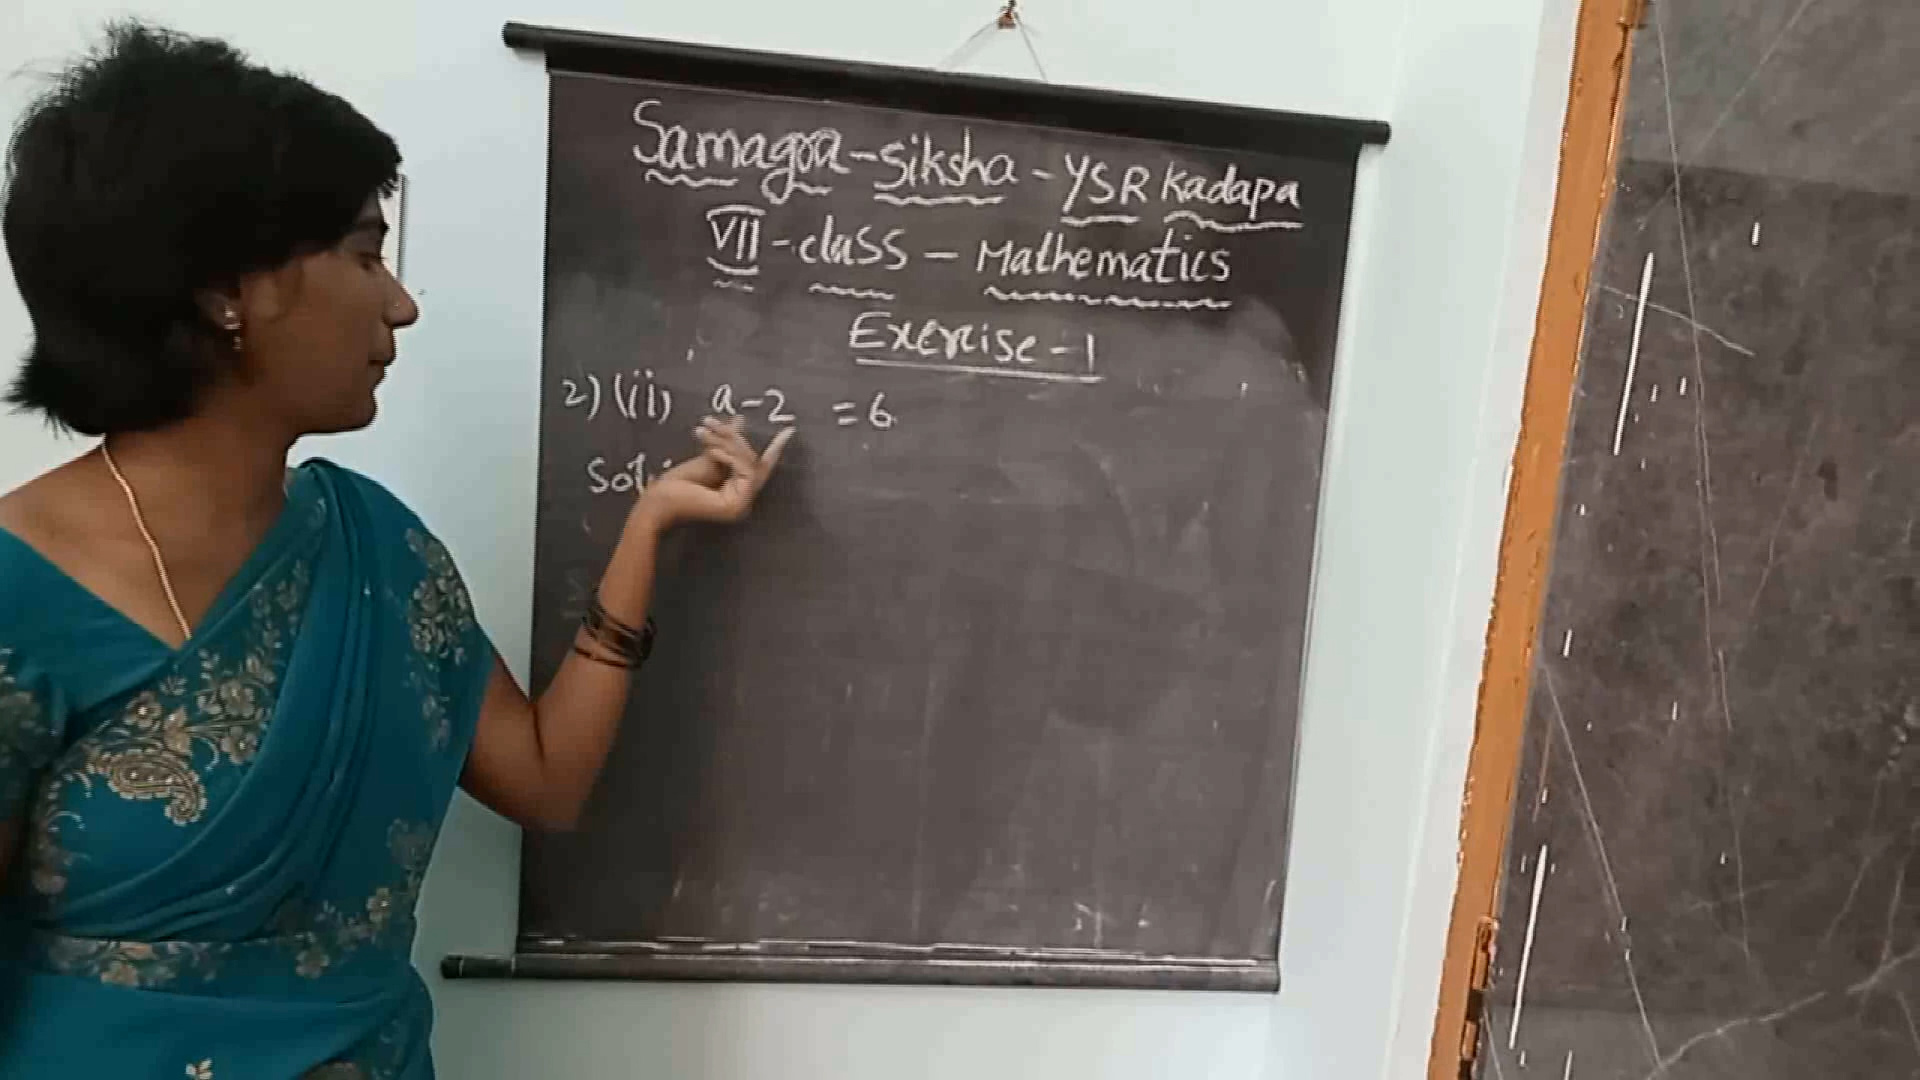 Samagra-Siksha-YSR Kadapa
VII-class-Mathematics
Exercise-1
2) (ii) a-2 = 6